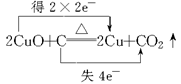 得 2×2e⁻
△
2CuO+C══2Cu+CO₂↑
失 4e⁻